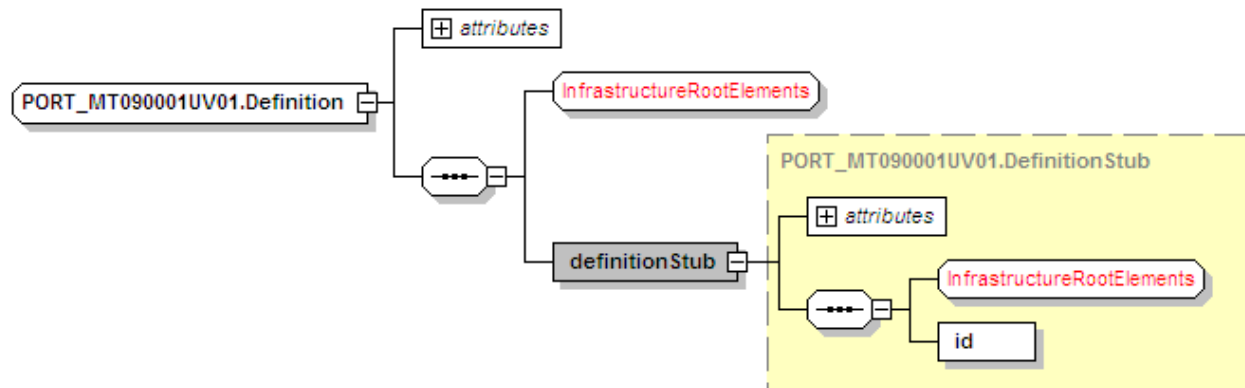 attributes
PORT_MT090001UV01.Definition
InfrastructureRootElements
PORT_MT090001UV01.DefinitionStub
attributes
definitionStub
InfrastructureRootElements
id